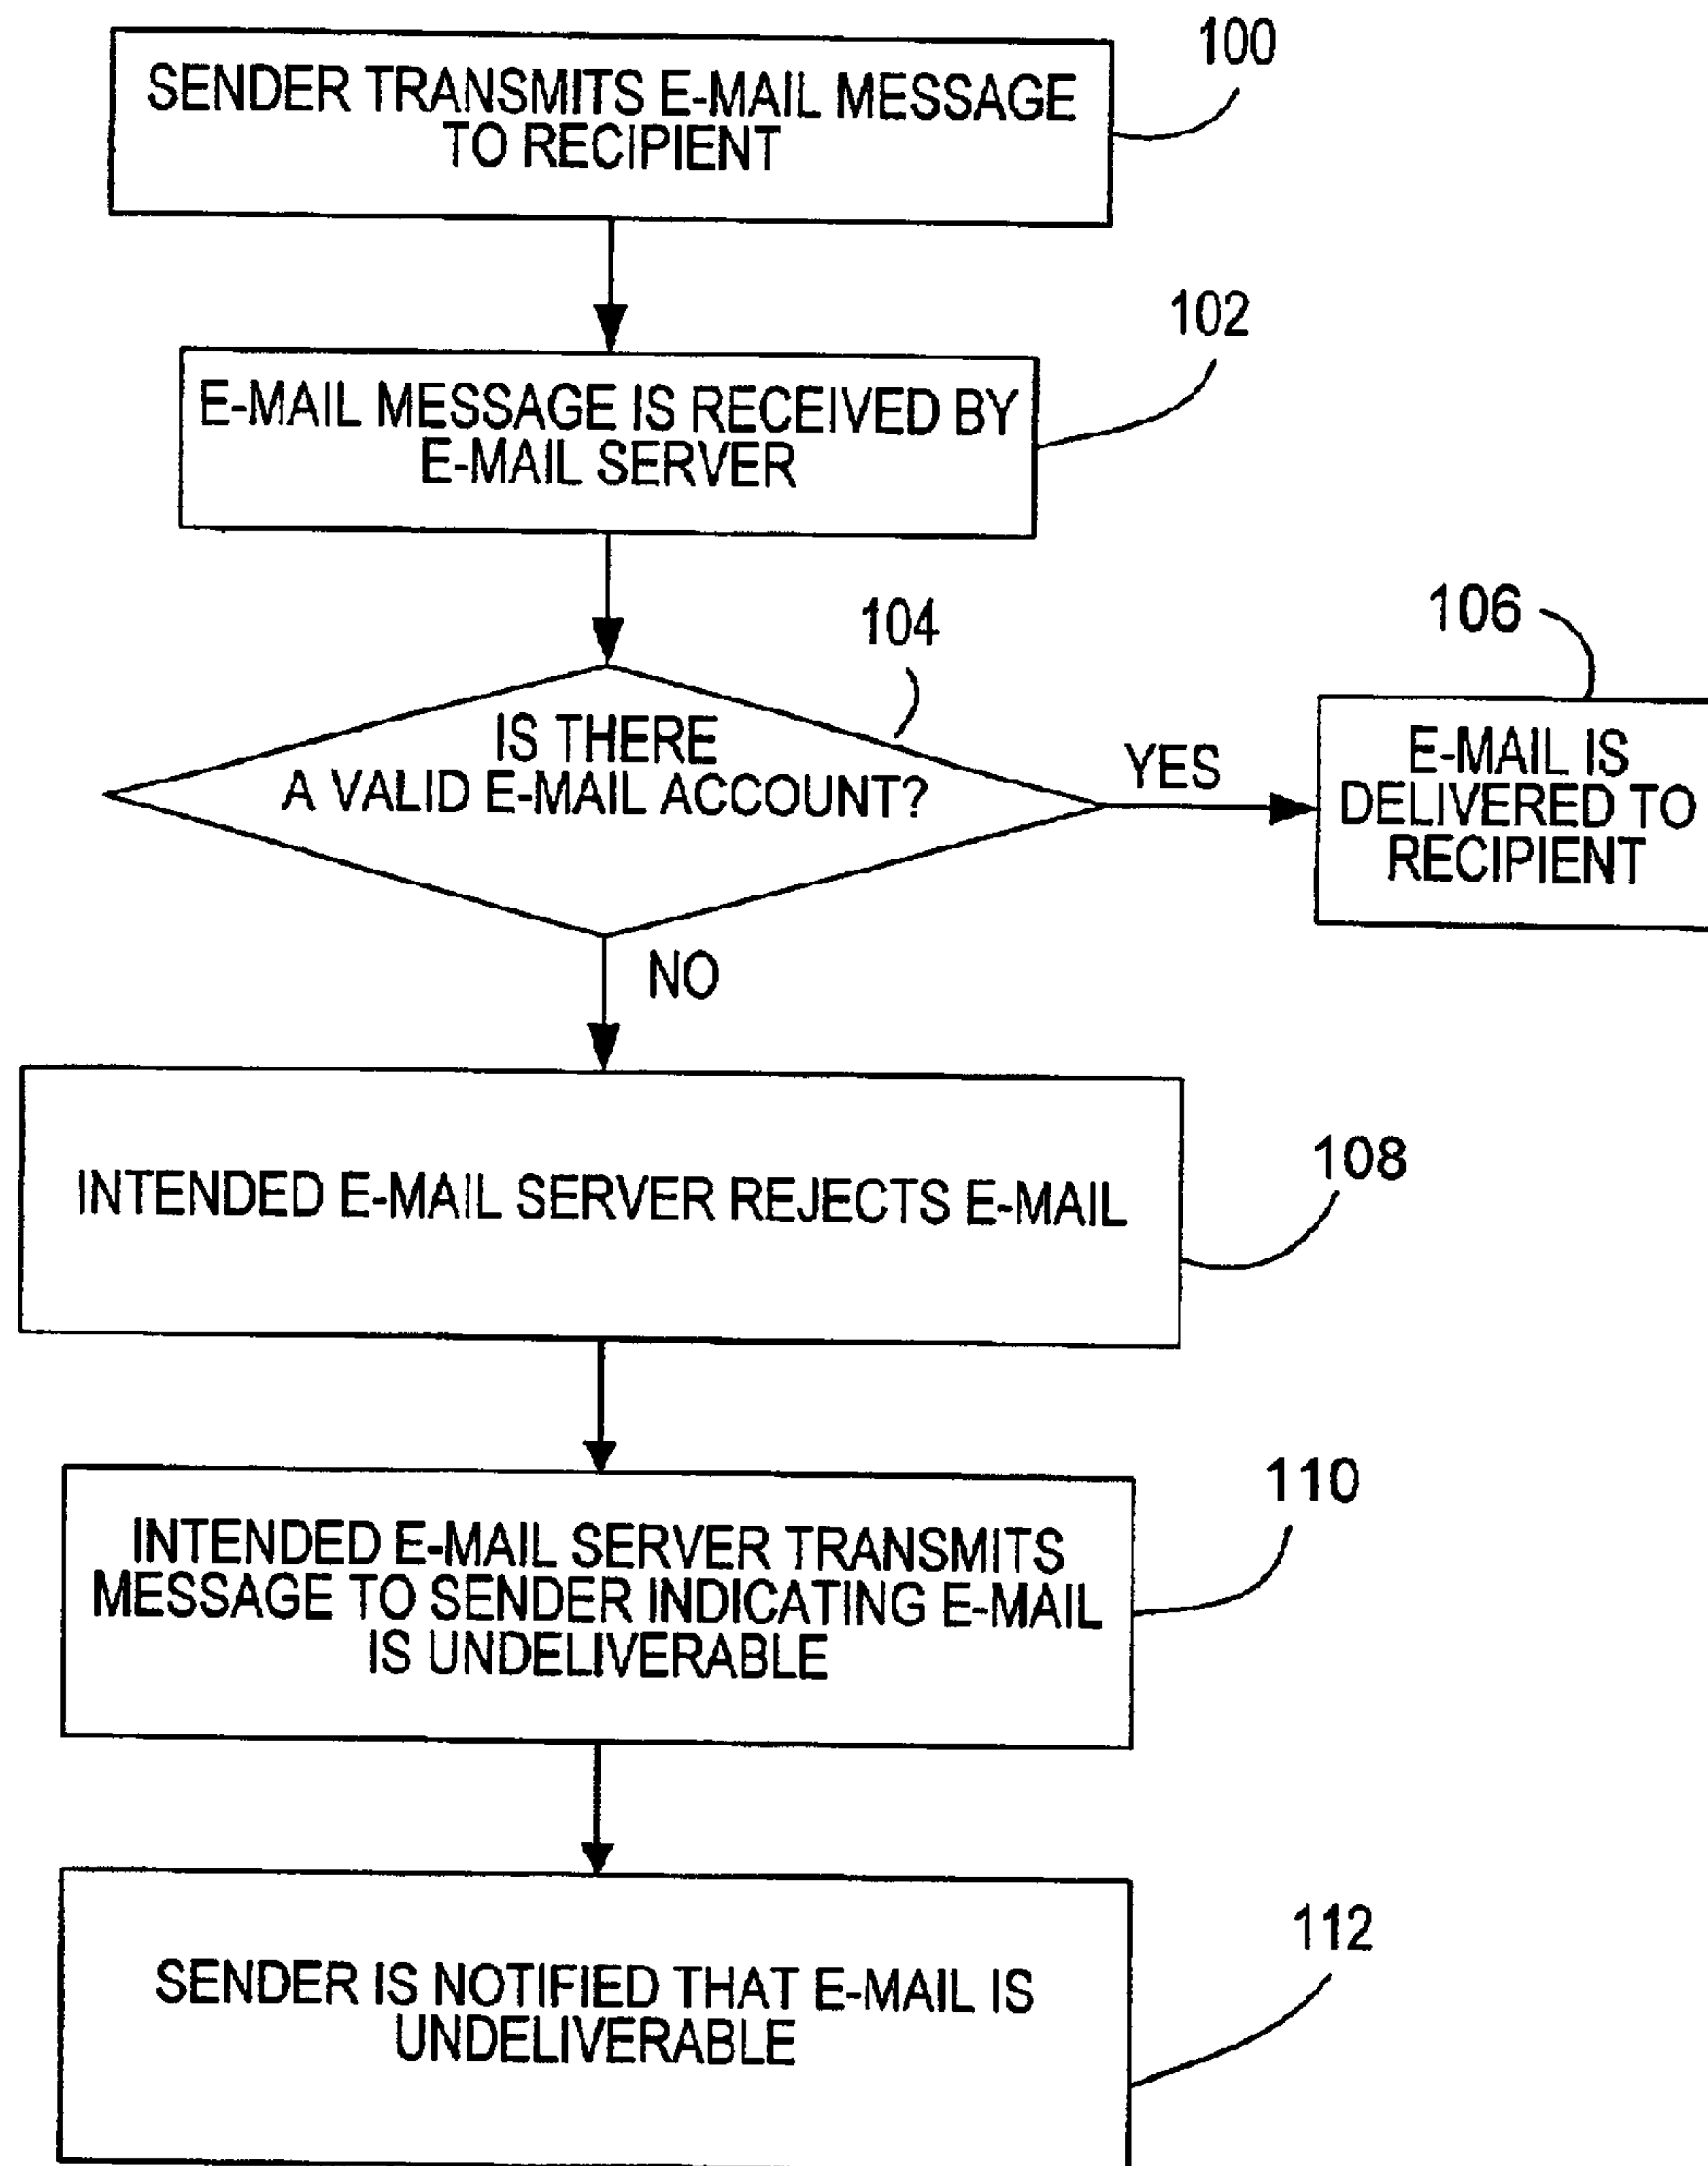 100
SENDER TRANSMITS E-MAIL MESSAGE
TO RECIPIENT
102
E-MAIL MESSAGE IS RECEIVED BY
E-MAIL SERVER
104
IS THERE
A VALID E-MAIL ACCOUNT?
YES
106
E-MAIL IS
DELIVERED TO
RECIPIENT
NO
108
INTENDED E-MAIL SERVER REJECTS E-MAIL
110
INTENDED E-MAIL SERVER TRANSMITS
MESSAGE TO SENDER INDICATING E-MAIL
IS UNDELIVERABLE
112
SENDER IS NOTIFIED THAT E-MAIL IS
UNDELIVERABLE